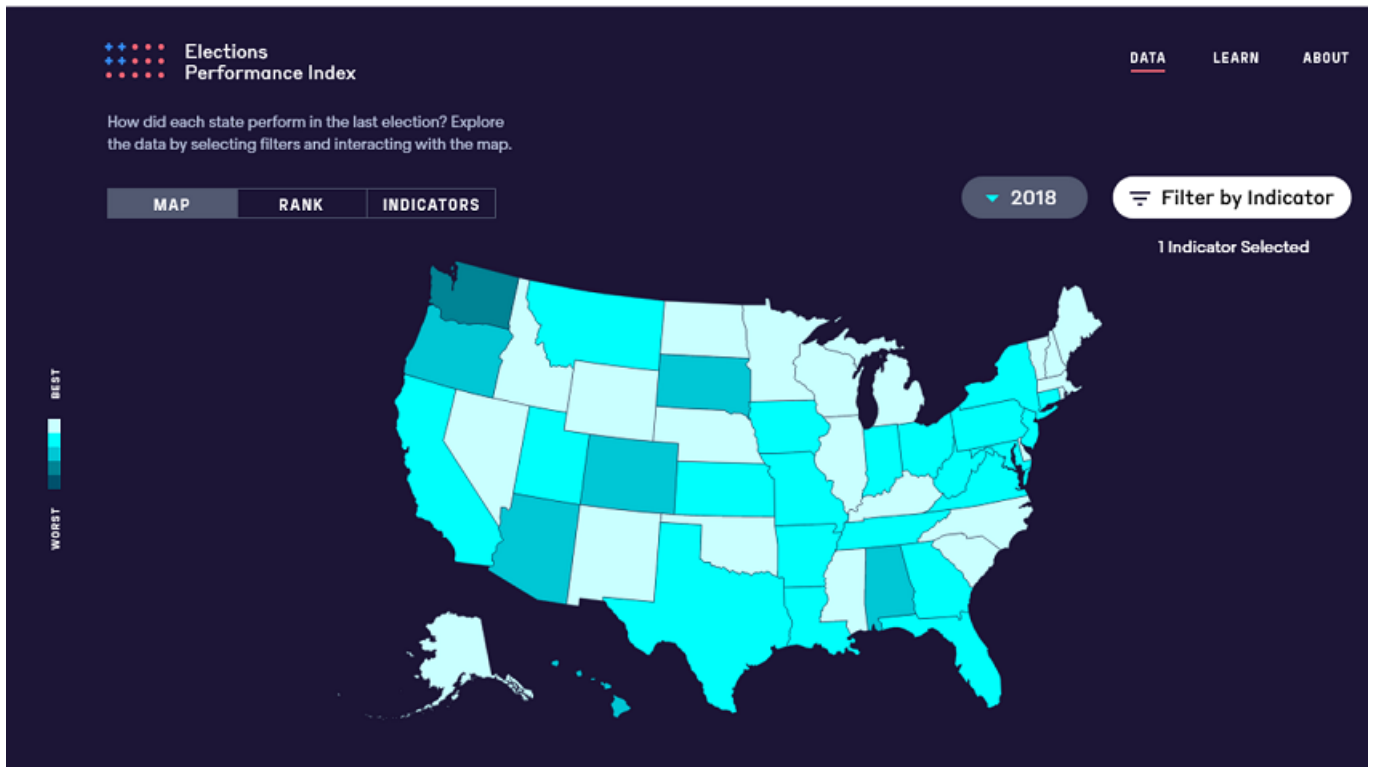 Elections
Performance Index
DATA LEARN ABOUT
How did each state perform in the last election? Explore
the data by selecting filters and interacting with the map.
MAP RANK INDICATORS
2018
Filter by Indicator
1 Indicator Selected
BEST
WORST